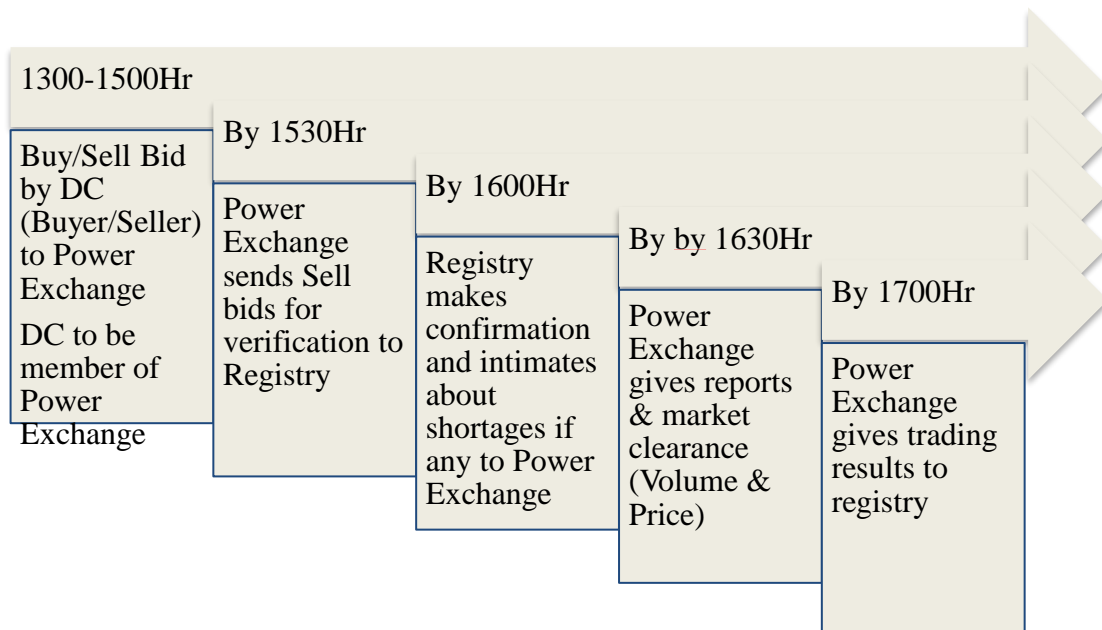 1300-1500Hr
Buy/Sell Bid
by DC
(Buyer/Seller)
to Power
Exchange
DC to be
member of
Power
Exchange
By 1530Hr
Power
Exchange
sends Sell
bids for
verification to
Registry
By 1600Hr
Registry
makes
confirmation
and intimates
about
shortages if
any to Power
Exchange
By by 1630Hr
Power
Exchange
gives reports
& market
clearance
(Volume &
Price)
By 1700Hr
Power
Exchange
gives trading
results to
registry